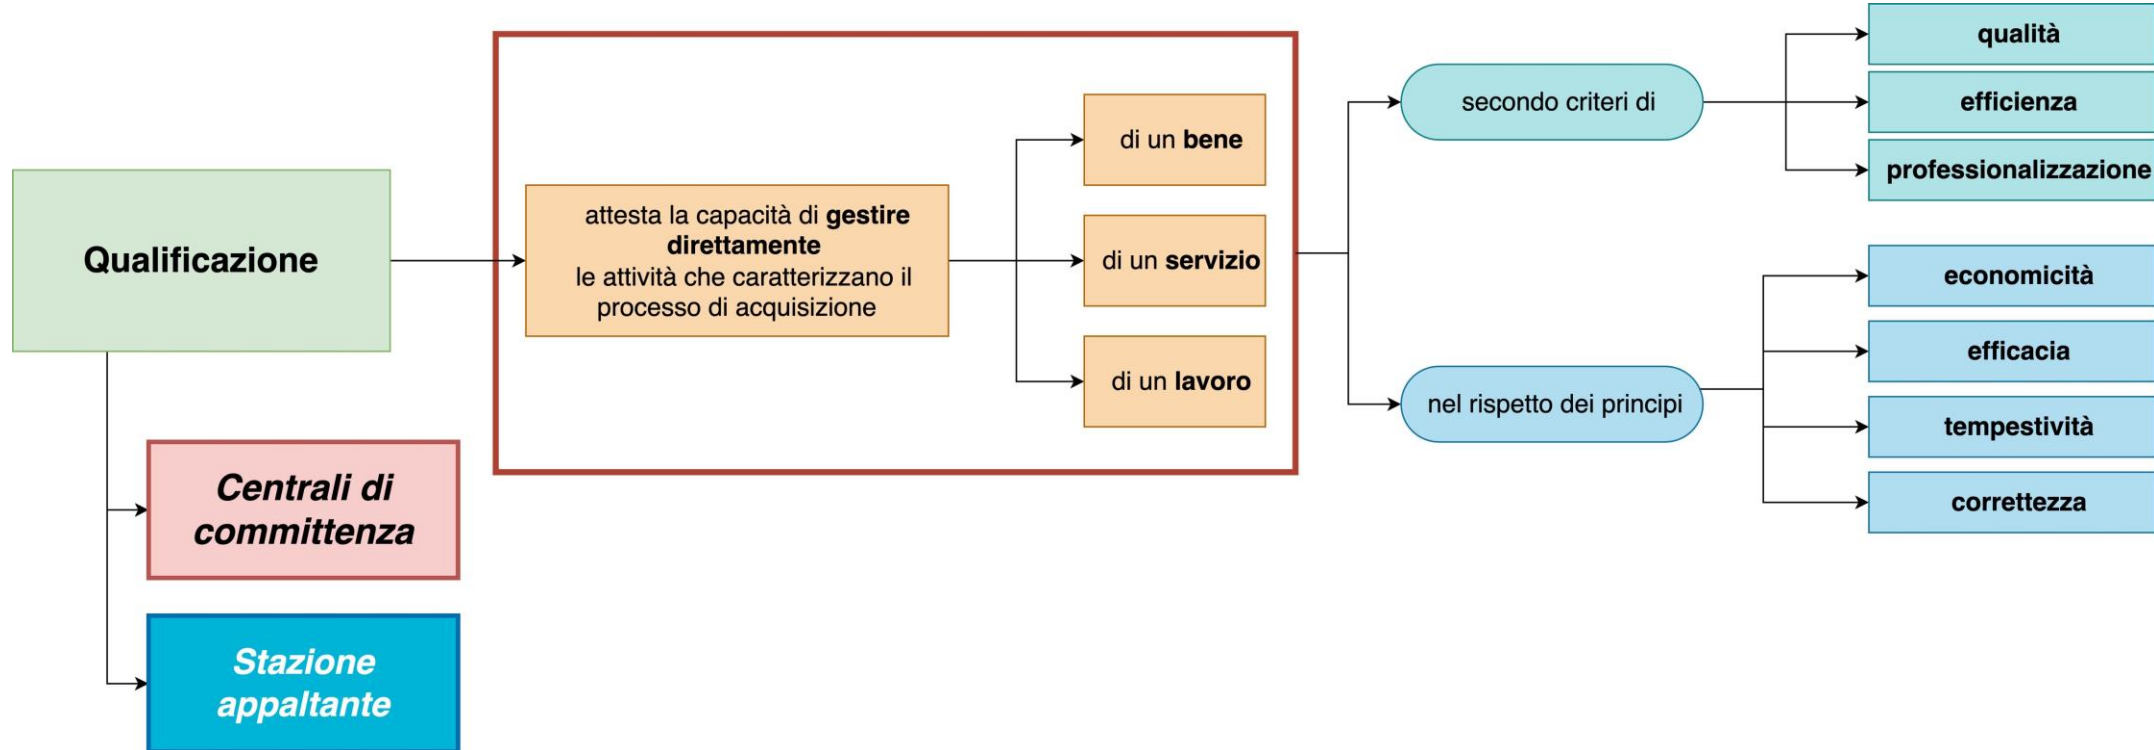 Qualificazione
Centrali di
committenza
Stazione
appaltante
attesta la capacità di gestire
direttamente
le attività che caratterizzano il
processo di acquisizione
di un bene
di un servizio
di un lavoro
secondo criteri di
qualità
efficienza
professionalizzazione
nel rispetto dei principi
economicità
efficacia
tempestività
correttezza